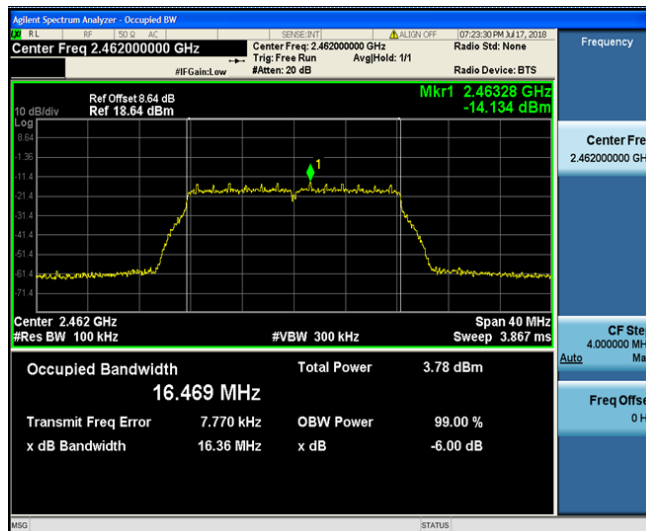 Agilent Spectrum Analyzer - Occupied BW
LXI RL RF 50 Ω AC SENSE:INT ALIGN OFF 07:23:30 PM Jul 17, 2018
Center Freq 2.462000000 GHz
Center Freq: 2.462000000 GHz
Radio Std: None
Trig: Free Run Avg|Hold: 1/1
#IFGain:Low
#Atten: 20 dB
Radio Device: BTS
Frequency
Ref Offset 8.64 dB
Mkr1 2.46328 GHz
10 dB/div Ref 18.64 dBm
-14.134 dBm
Log
8.64
-1.36
-11.4
-21.4
-31.4
-41.4
-51.4
-61.4
-71.4
1
Center 2.462 GHz
Span 40 MHz
#Res BW 100 kHz
#VBW 300 kHz
Sweep 3.867 ms
Center Fre
2.462000000 GH
CF Step
4.000000 MH
Auto Ma
Freq Offse
0 H
Occupied Bandwidth
Total Power 3.78 dBm
16.469 MHz
Transmit Freq Error 7.770 kHz
OBW Power 99.00 %
x dB Bandwidth 16.36 MHz
x dB -6.00 dB
MSG
STATUS